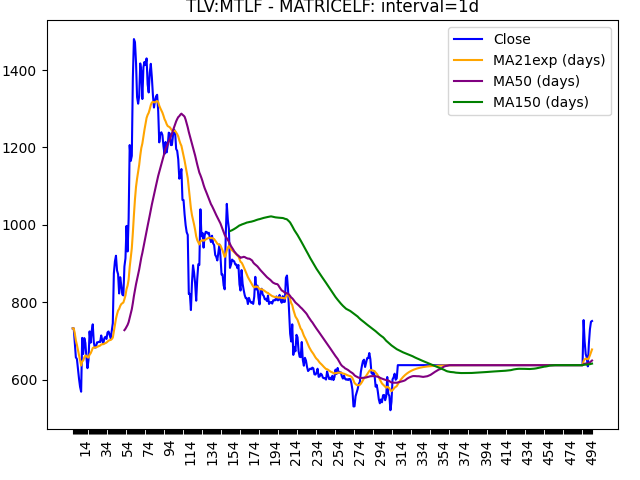 TLV:MTLF - MATRICELF: interval=1d
Close
MA21exp (days)
MA50 (days)
MA150 (days)
1400
1200
1000
800
600
14 34 54 74 94 114 134 154 174 194 214 234 254 274 294 314 334 354 374 394 414 434 454 474 494